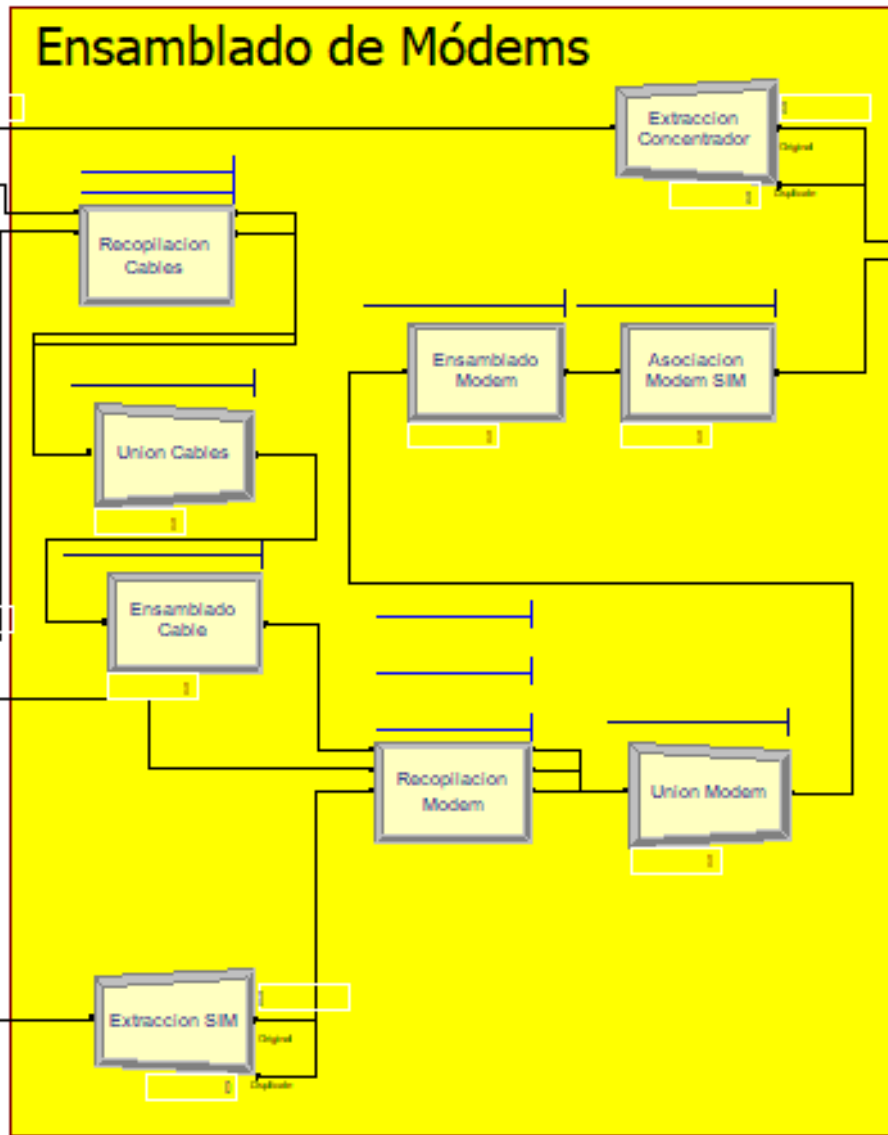 Ensamblado de Módems
Extraccion
Concentrador
Original
Duplicate
Recopilacion
Cables
Ensamblado
Modem
Asociacion
Modem SIM
Union Cables
Ensamblado
Cable
Recopilacion
Modem
Union Modem
Extraccion SIM
Original
Duplicate